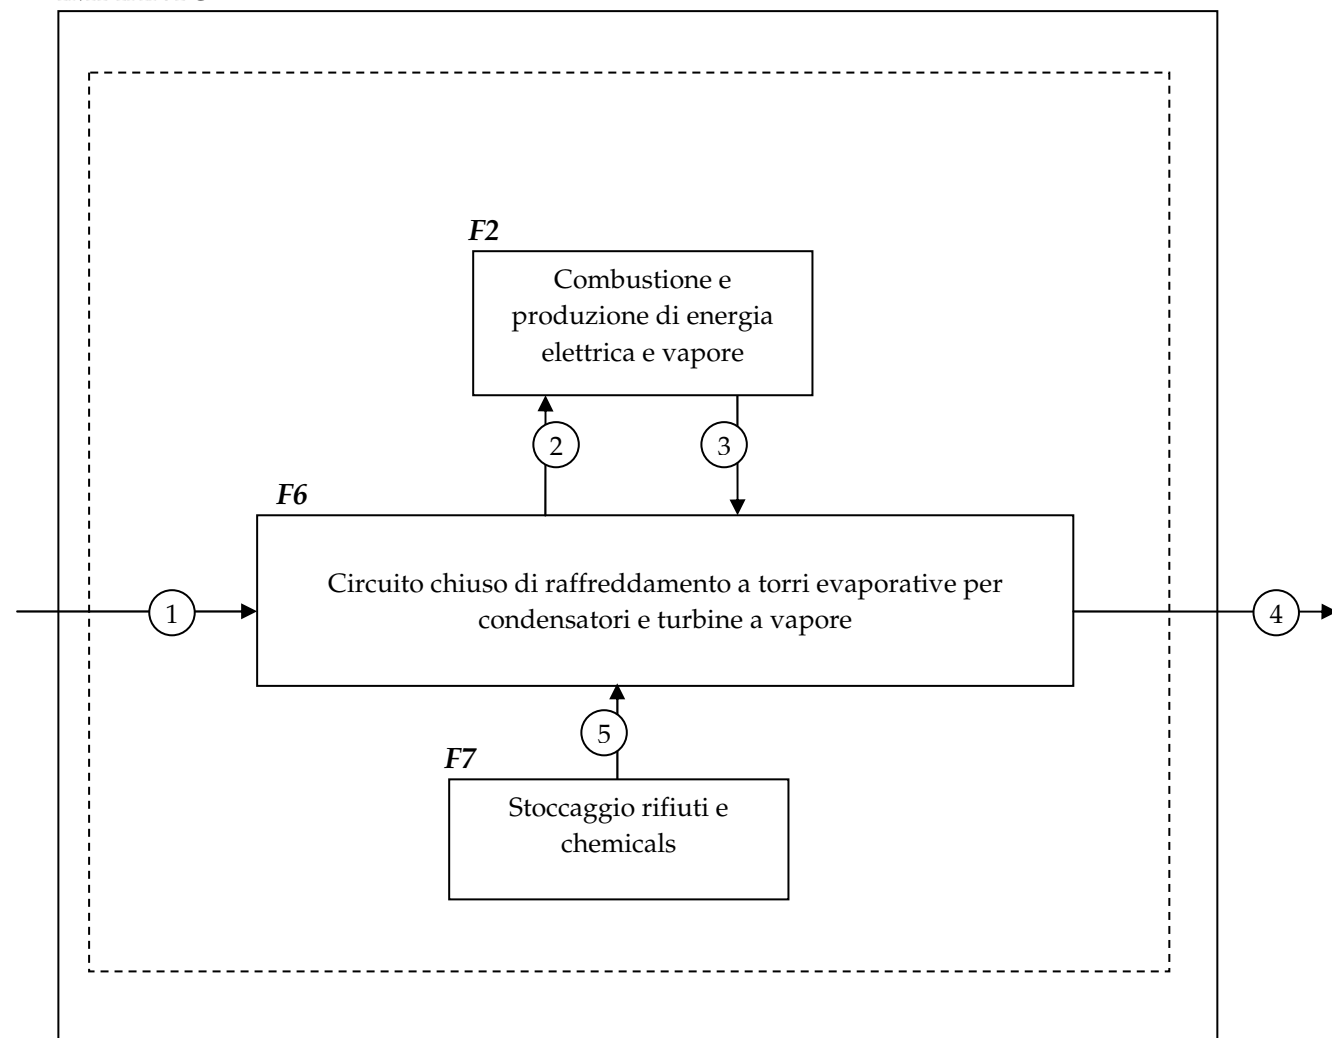 F2
Combustione e
produzione di energia
elettrica e vapore
2
3
F6
Circuito chiuso di raffreddamento a torri evaporative per
condensatori e turbine a vapore
1
4
5
F7
Stoccaggio rifiuti e
chemicals